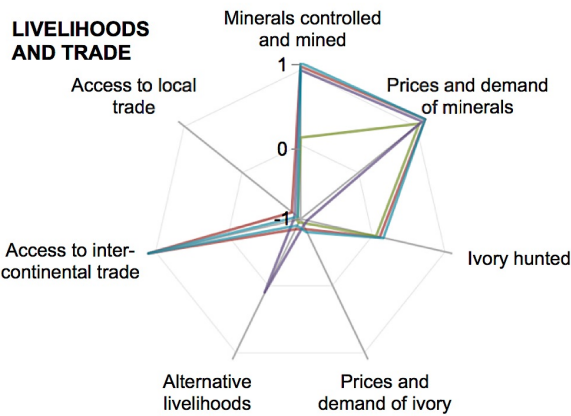 LIVELIHOODS
AND TRADE
Minerals controlled
and mined
1
Access to local
trade
Prices and demand
of minerals
0
-1
Access to inter-
continental trade
Ivory hunted
Alternative
livelihoods
Prices and
demand of ivory